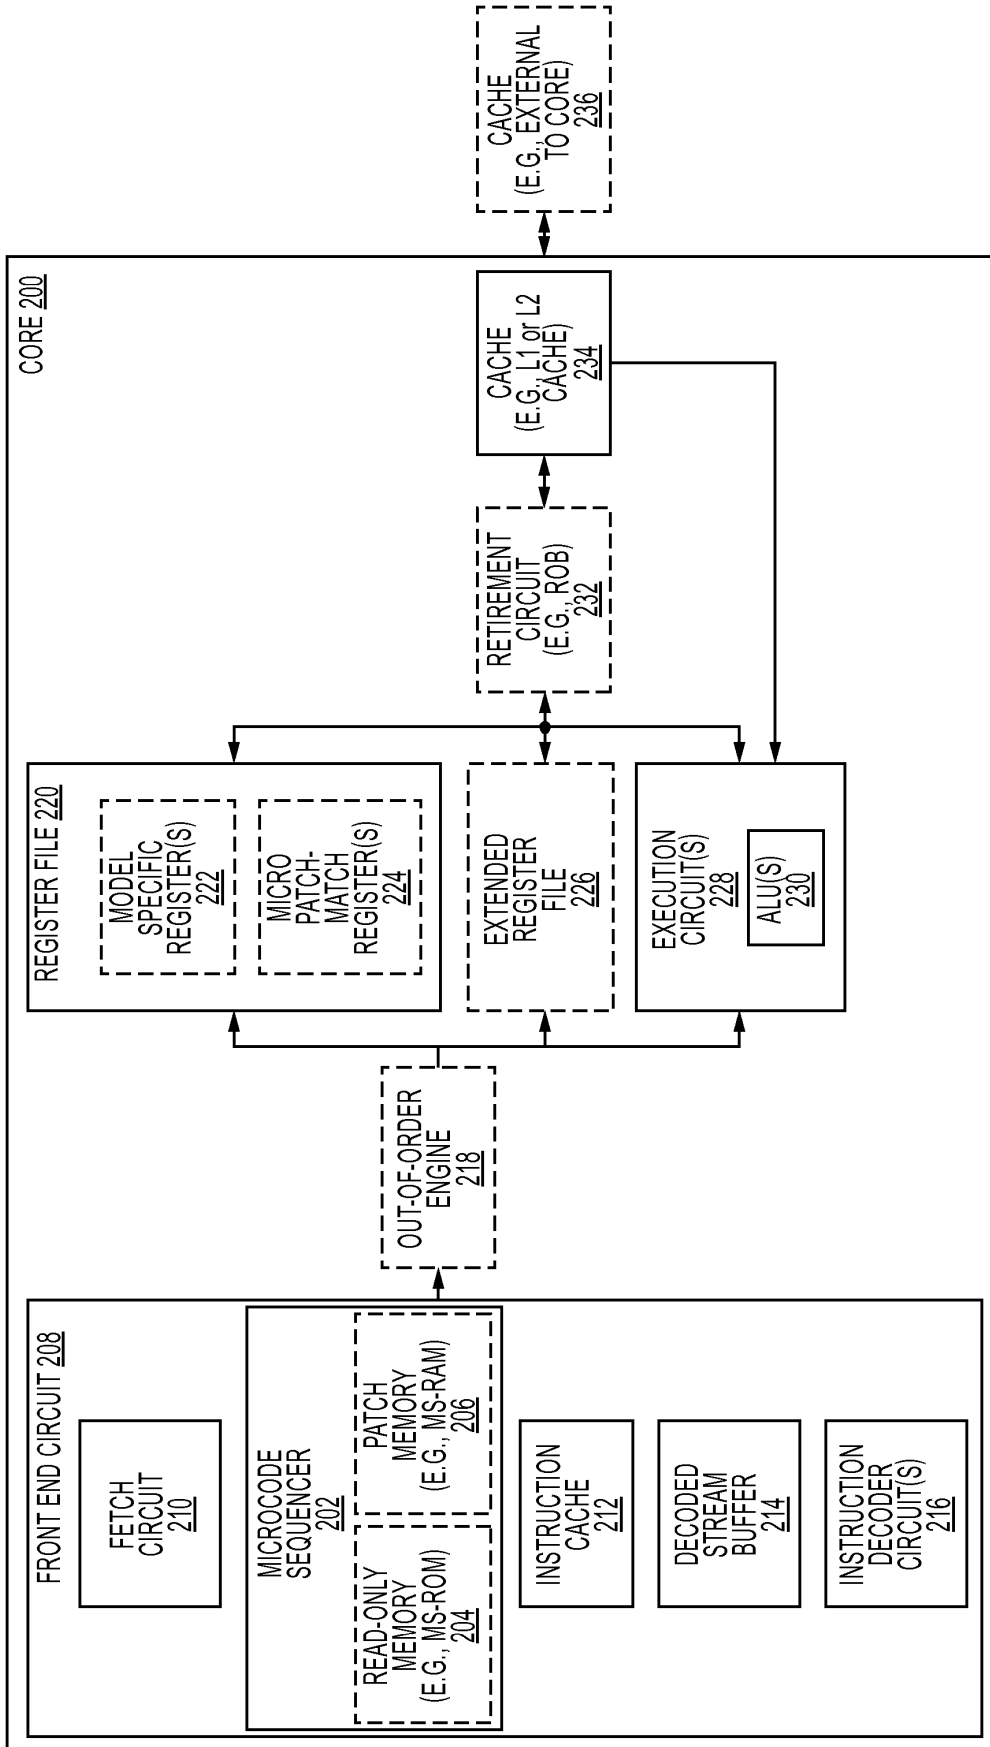 CORE 200
FRONT END CIRCUIT 208
FETCH
CIRCUIT
210
MICROCODE
SEQUENCER
202
READ-ONLY
MEMORY
(E.G., MS-ROM)
204
PATCH
MEMORY
(E.G., MS-RAM)
206
INSTRUCTION
CACHE
212
DECODED
STREAM
BUFFER
214
INSTRUCTION
DECODER
CIRCUIT(S)
216
OUT-OF-ORDER
ENGINE
218
REGISTER FILE 220
MODEL
SPECIFIC
REGISTER(S)
222
MICRO
PATCH-
MATCH
REGISTER(S)
224
EXTENDED
REGISTER
FILE
226
EXECUTION
CIRCUIT(S)
228
ALU(S)
230
RETIREMENT
CIRCUIT
(E.G., ROB)
232
CACHE
(E.G., L1 or L2
CACHE)
234
CACHE
(E.G., EXTERNAL
TO CORE)
236